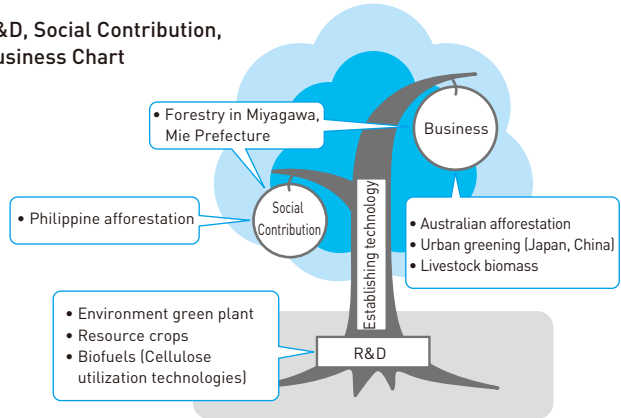 &D, Social Contribution,
usiness Chart
• Forestry in Miyagawa,
Mie Prefecture
Business
• Philippine afforestation
Social
Contribution
Establishing technology
• Australian afforestation
• Urban greening (Japan, China)
• Livestock biomass
• Environment green plant
• Resource crops
• Biofuels (Cellulose
utilization technologies)
R&D